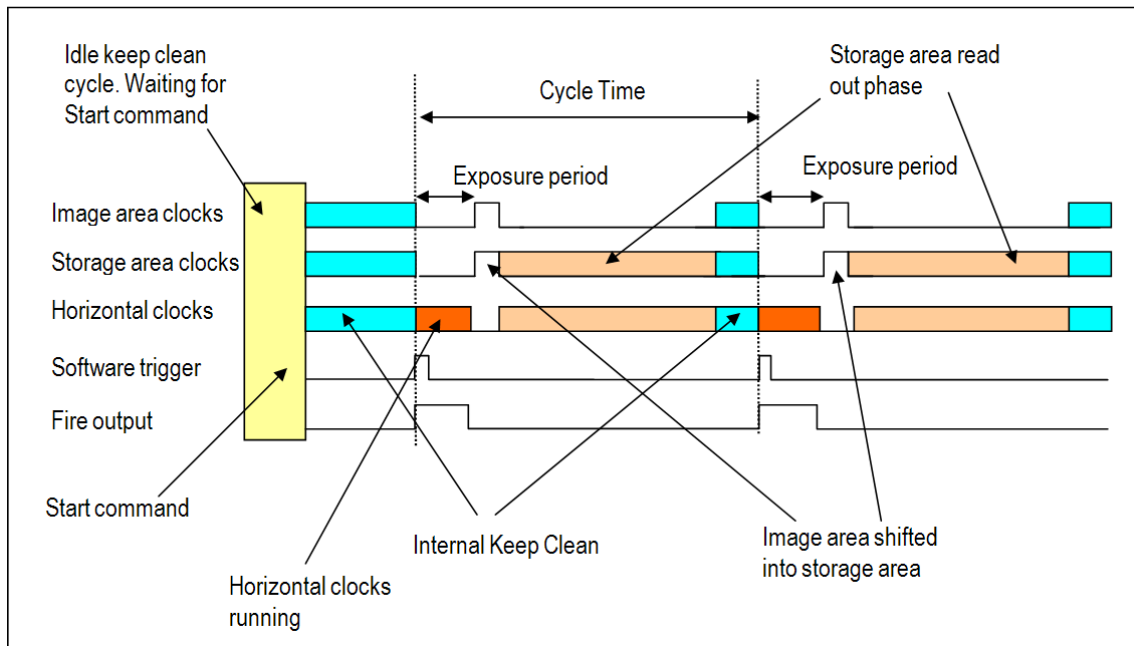 Idle keep clean
cycle. Waiting for
Start command
Storage area read
out phase
Cycle Time
Exposure period
Exposure period
Image area clocks
Storage area clocks
Horizontal clocks
Software trigger
Fire output
Start command
Internal Keep Clean
Image area shifted
into storage area
Horizontal clocks
running